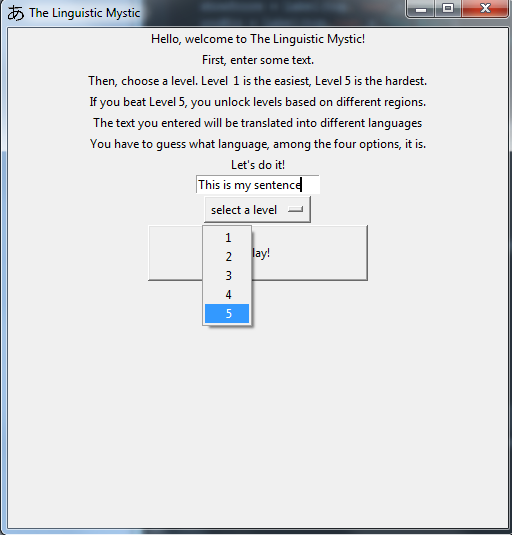 The Linguistic Mystic
Hello, welcome to The Linguistic Mystic!
First, enter some text.
Then, choose a level. Level 1 is the easiest, Level 5 is the hardest.
If you beat Level 5, you unlock levels based on different regions.
The text you entered will be translated into different languages
You have to guess what language, among the four options, it is.
Let's do it!
This is my sentence
select a level
1
2
lay!
3
4
5